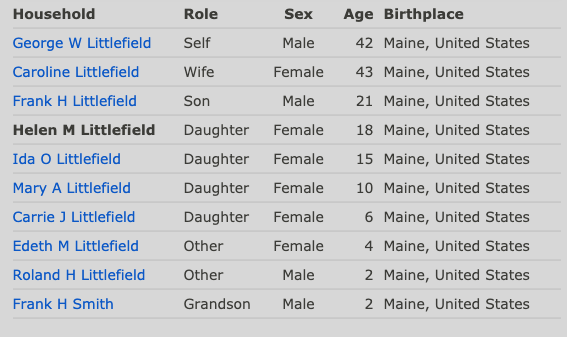 Household Role Sex Age Birthplace
George W Littlefield Self Male 42 Maine, United States
Caroline Littlefield Wife Female 43 Maine, United States
Frank H Littlefield Son Male 21 Maine, United States
Helen M Littlefield Daughter Female 18 Maine, United States
Ida O Littlefield Daughter Female 15 Maine, United States
Mary A Littlefield Daughter Female 10 Maine, United States
Carrie J Littlefield Daughter Female 6 Maine, United States
Edeth M Littlefield Other Female 4 Maine, United States
Roland H Littlefield Other Male 2 Maine, United States
Frank H Smith Grandson Male 2 Maine, United States